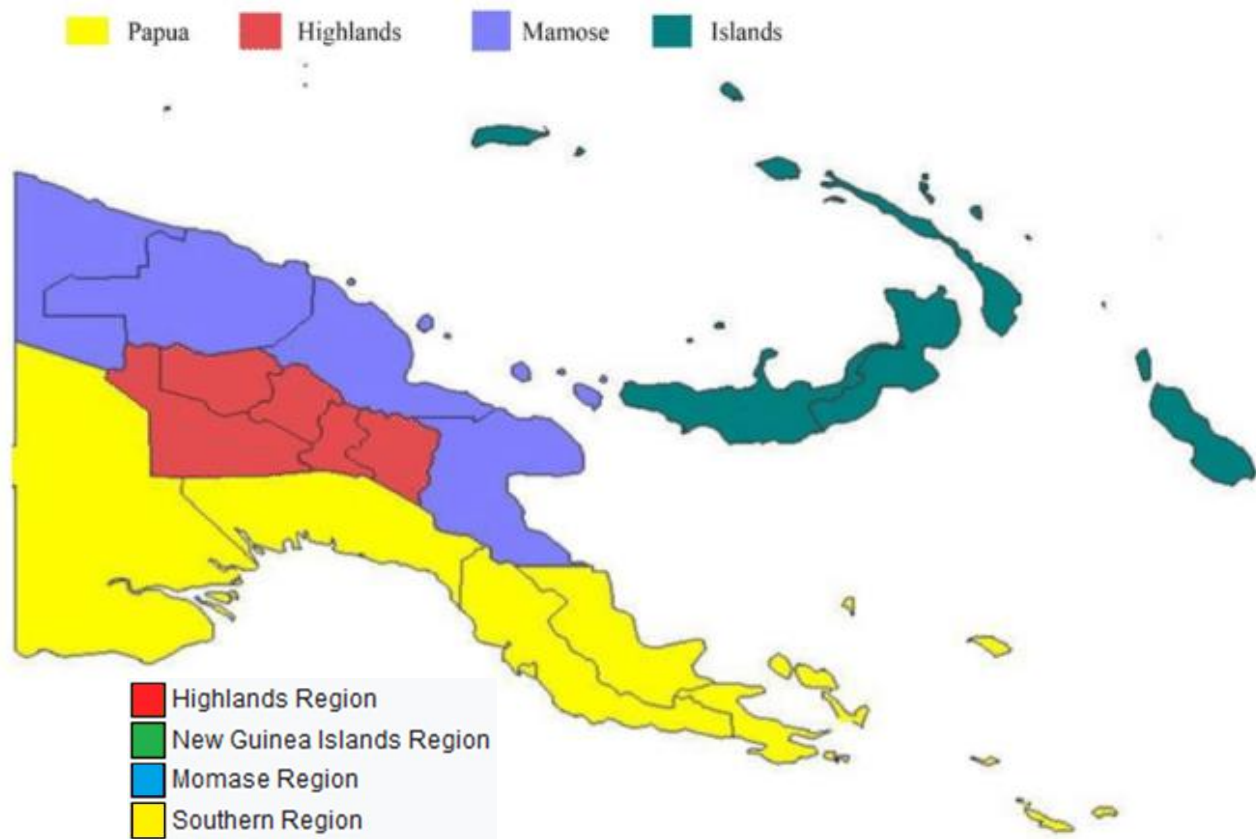 Papua Highlands Mamose Islands
Highlands Region
New Guinea Islands Region
Momase Region
Southern Region